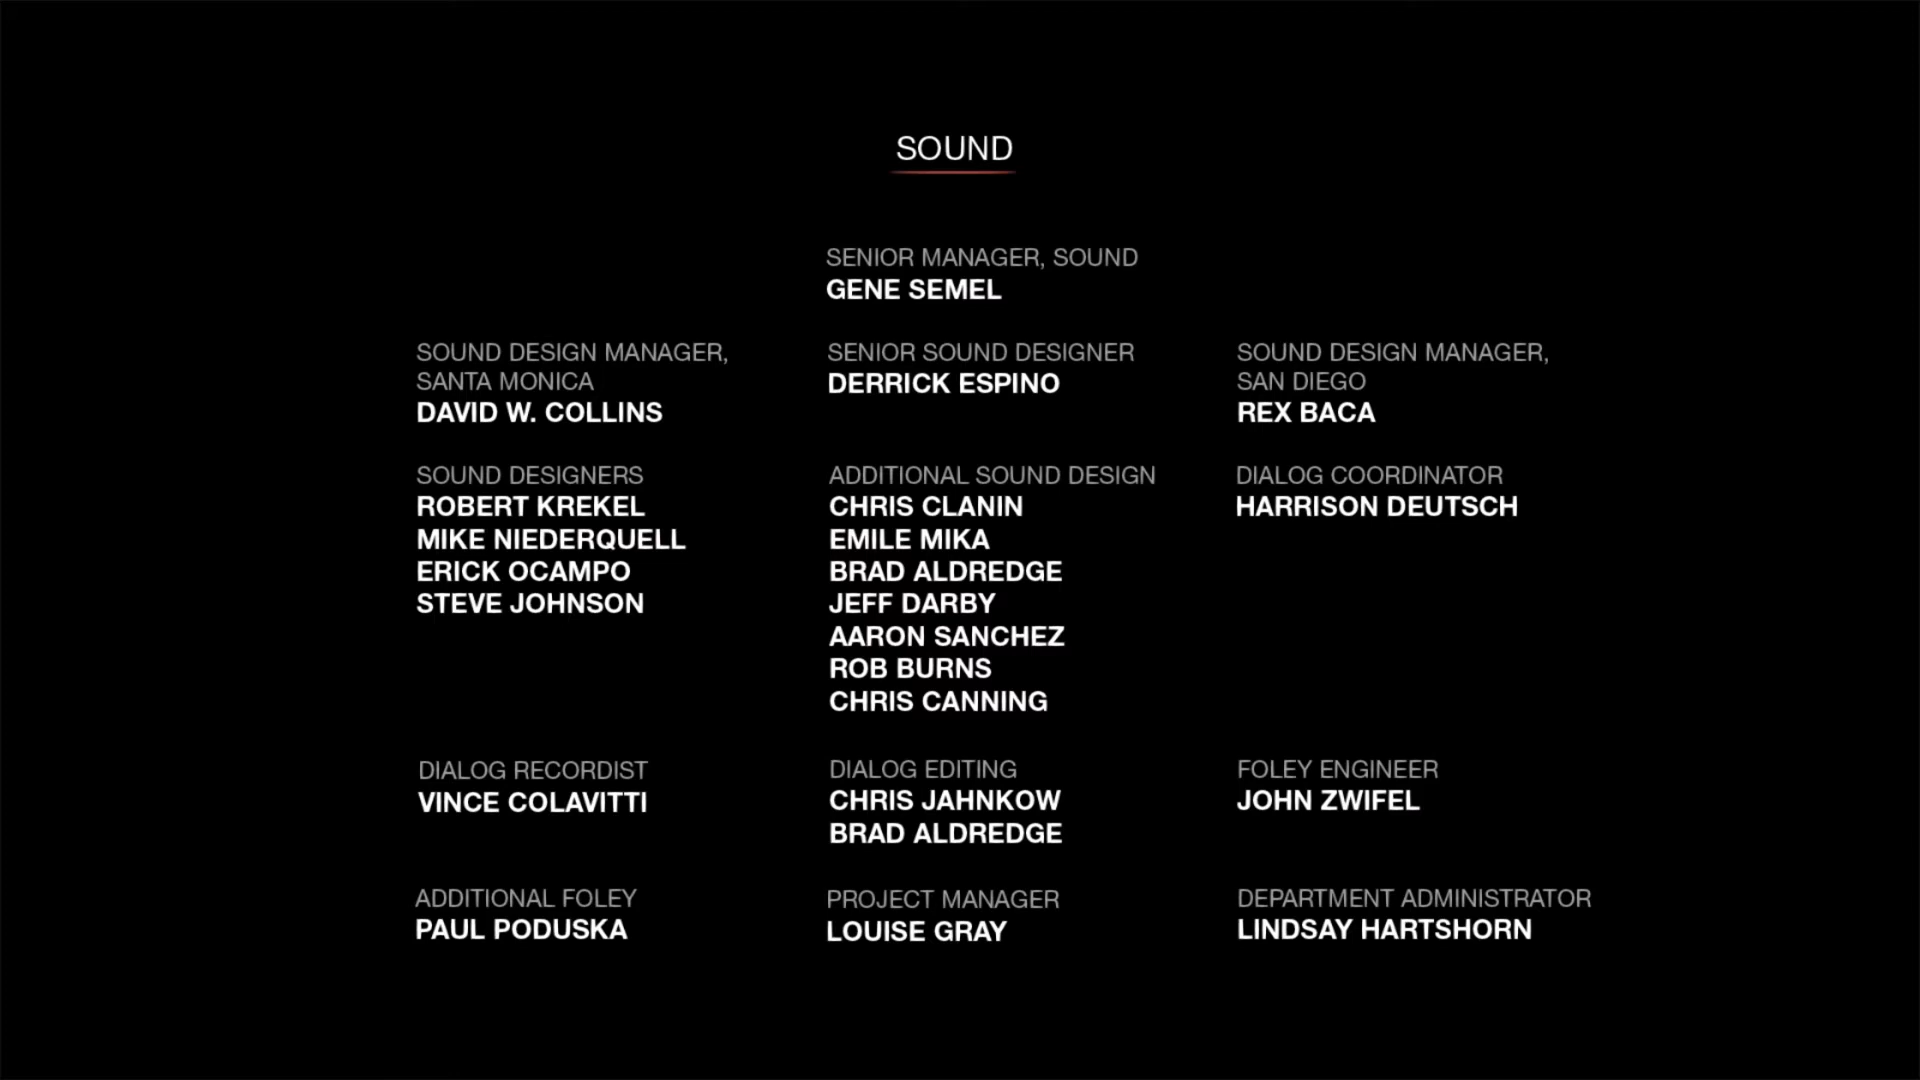 SOUND
SENIOR MANAGER, SOUND
GENE SEMEL
SOUND DESIGN MANAGER,
SANTA MONICA
DAVID W. COLLINS
SENIOR SOUND DESIGNER
DERRICK ESPINO
SOUND DESIGN MANAGER,
SAN DIEGO
REX BACA
SOUND DESIGNERS
ROBERT KREKEL
MIKE NIEDERQUELL
ERICK OCAMPO
STEVE JOHNSON
ADDITIONAL SOUND DESIGN
CHRIS CLANIN
EMILE MIKA
BRAD ALDREDGE
JEFF DARBY
AARON SANCHEZ
ROB BURNS
CHRIS CANNING
DIALOG COORDINATOR
HARRISON DEUTSCH
DIALOG RECORDIST
VINCE COLAVITTI
DIALOG EDITING
CHRIS JAHNKOW
BRAD ALDREDGE
FOLEY ENGINEER
JOHN ZWIFEL
ADDITIONAL FOLEY
PAUL PODUSKA
PROJECT MANAGER
LOUISE GRAY
DEPARTMENT ADMINISTRATOR
LINDSAY HARTSHORN